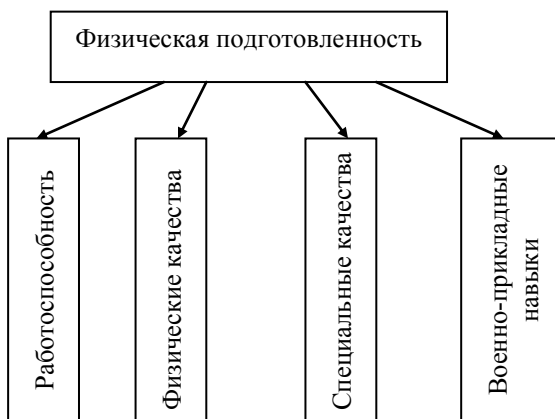 Физическая подготовленность
Работоспособность
Физические качества
Специальные качества
Военно-прикладные
навыки